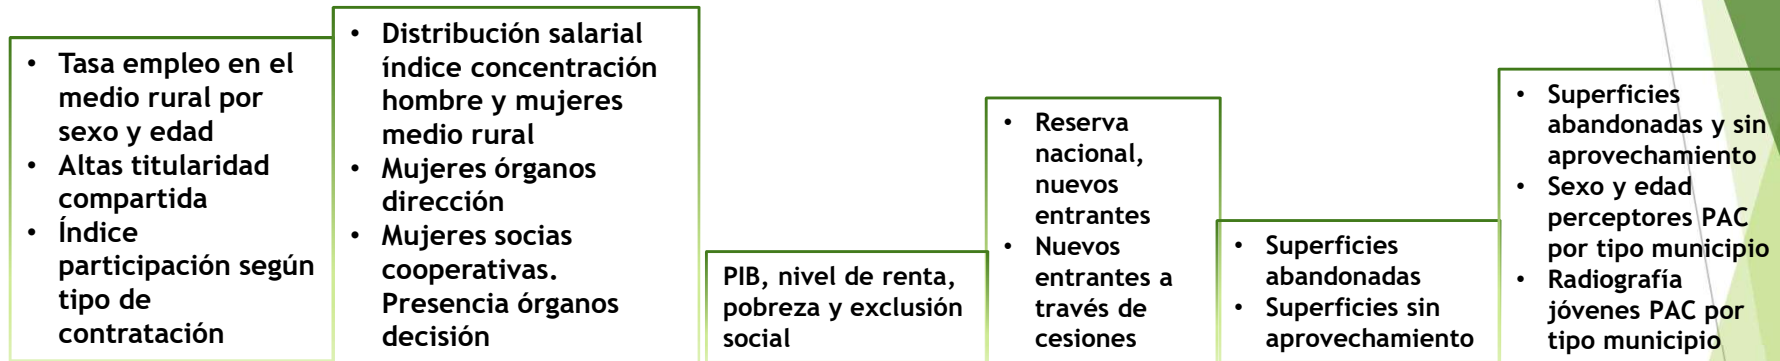 • Tasa empleo en el
medio rural por
sexo y edad
• Altas titularidad
compartida
• Índice
participación según
tipo de
contratación
• Distribución salarial
índice concentración
hombre y mujeres
medio rural
• Mujeres órganos
dirección
• Mujeres socias
cooperativas.
Presencia órganos
decisión
PIB, nivel de renta,
pobreza y exclusión
social
• Reserva
nacional,
nuevos
entrantes
• Nuevos
entrantes a
través de
cesiones
• Superficies
abandonadas
• Superficies sin
aprovechamiento
• Superficies
abandonadas y sin
aprovechamiento
• Sexo y edad
perceptores PAC
por tipo municipio
• Radiografía
jóvenes PAC por
tipo municipio